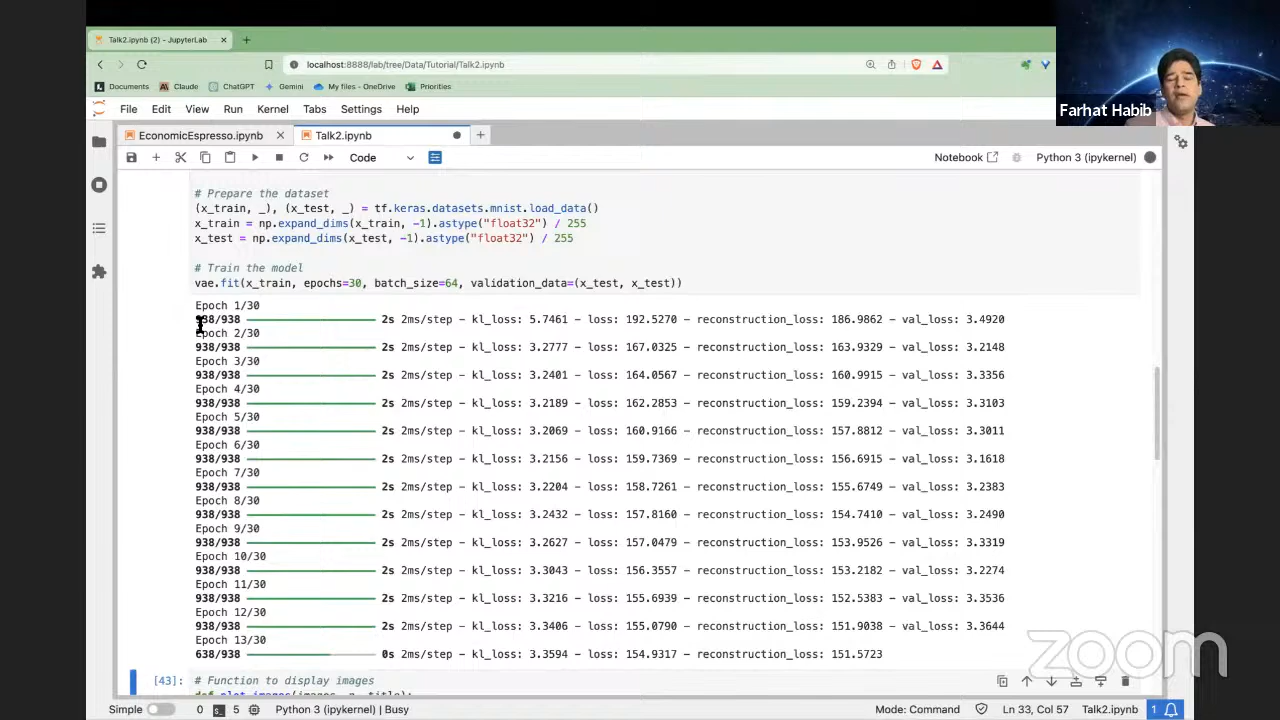 Talk2.ipynb (2) - JupyterLab
localhost:8888/lab/tree/Data/Tutorial/Talk2.ipynb
Documents Claude ChatGPT Gemini My files - OneDrive Priorities
Farhat Habib
File Edit View Run Kernel Tabs Settings Help
EconomicEspresso.ipynb Talk2.ipynb
Code Notebook Python 3 (ipykernel)
# Prepare the dataset
(x_train, _), (x_test, _) = tf.keras.datasets.mnist.load_data()
x_train = np.expand_dims(x_train, -1).astype("float32") / 255
x_test = np.expand_dims(x_test, -1).astype("float32") / 255
# Train the model
vae.fit(x_train, epochs=30, batch_size=64, validation_data=(x_test, x_test))
Epoch 1/30
938/938 2s 2ms/step - kl_loss: 5.7461 - loss: 192.5270 - reconstruction_loss: 186.9862 - val_loss: 3.4920
Epoch 2/30
938/938 2s 2ms/step - kl_loss: 3.2777 - loss: 167.0325 - reconstruction_loss: 163.9329 - val_loss: 3.2148
Epoch 3/30
938/938 2s 2ms/step - kl_loss: 3.2401 - loss: 164.0567 - reconstruction_loss: 160.9915 - val_loss: 3.3356
Epoch 4/30
938/938 2s 2ms/step - kl_loss: 3.2189 - loss: 162.2853 - reconstruction_loss: 159.2394 - val_loss: 3.3103
Epoch 5/30
938/938 2s 2ms/step - kl_loss: 3.2069 - loss: 160.9166 - reconstruction_loss: 157.8812 - val_loss: 3.3011
Epoch 6/30
938/938 2s 2ms/step - kl_loss: 3.2156 - loss: 159.7369 - reconstruction_loss: 156.6915 - val_loss: 3.1618
Epoch 7/30
938/938 2s 2ms/step - kl_loss: 3.2204 - loss: 158.7261 - reconstruction_loss: 155.6749 - val_loss: 3.2383
Epoch 8/30
938/938 2s 2ms/step - kl_loss: 3.2432 - loss: 157.8160 - reconstruction_loss: 154.7410 - val_loss: 3.2490
Epoch 9/30
938/938 2s 2ms/step - kl_loss: 3.2627 - loss: 157.0479 - reconstruction_loss: 153.9526 - val_loss: 3.3319
Epoch 10/30
938/938 2s 2ms/step - kl_loss: 3.3043 - loss: 156.3557 - reconstruction_loss: 153.2182 - val_loss: 3.2274
Epoch 11/30
938/938 2s 2ms/step - kl_loss: 3.3216 - loss: 155.6939 - reconstruction_loss: 152.5383 - val_loss: 3.3536
Epoch 12/30
938/938 2s 2ms/step - kl_loss: 3.3406 - loss: 155.0790 - reconstruction_loss: 151.9038 - val_loss: 3.3644
Epoch 13/30
638/938 0s 2ms/step - kl_loss: 3.3594 - loss: 154.9317 - reconstruction_loss: 151.5723
zoom
[43]: # Function to display images
def plot_images(images, n, title):
Simple 0 5 Python 3 (ipykernel) | Busy Mode: Command Ln 33, Col 57 Talk2.ipynb 1